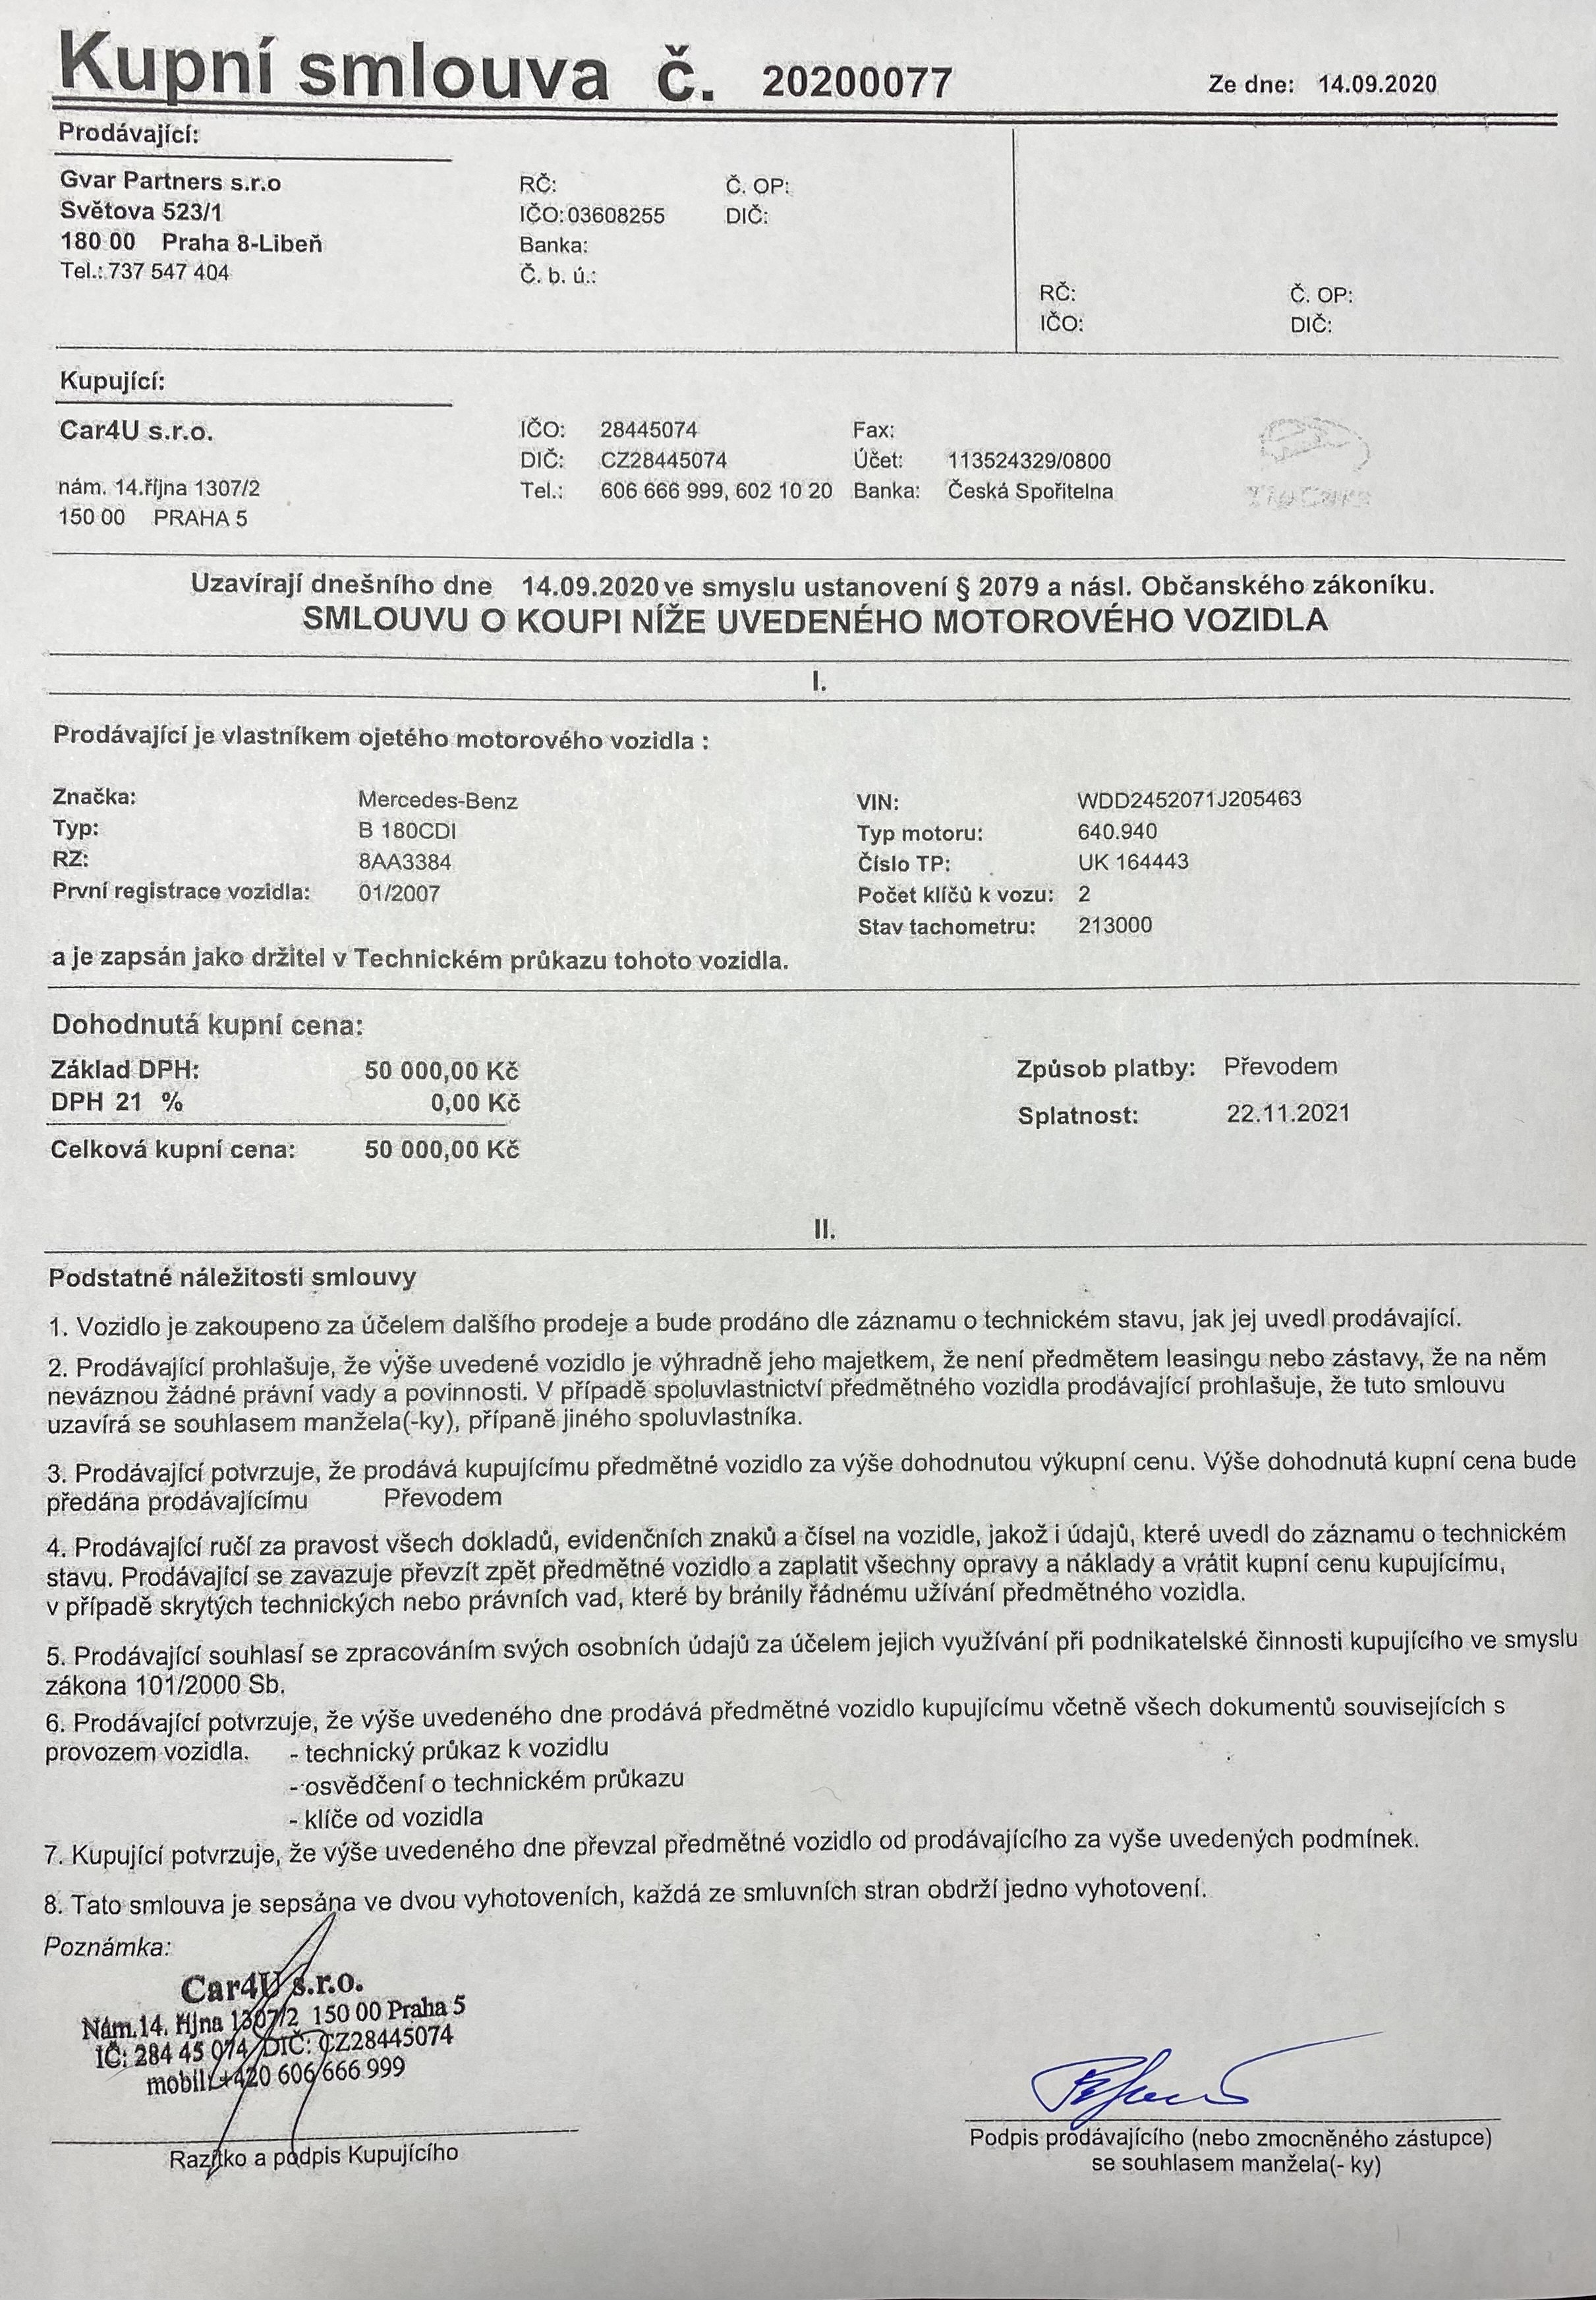 Kupní smlouva č. 20200077 Ze dne: 14.09.2020
Prodávající:
Gvar Partners s.r.o
Světova 523/1
180 00 Praha 8-Libeň
Tel.: 737 547 404
RČ: Č. OP:
IČO: 03608255 DIČ:
Banka:
Č. b. ú.:
RČ: Č. OP:
IČO: DIČ:
Kupující:
Car4U s.r.o.
nám. 14.října 1307/2
150 00 PRAHA 5
IČO: 28445074 Fax:
DIČ: CZ28445074 Účet: 113524329/0800
Tel.: 606 666 999, 602 10 20 Banka: Česká Spořitelna
Uzavírají dnešního dne 14.09.2020 ve smyslu ustanovení § 2079 a násl. Občanského zákoníku.
SMLOUVU O KOUPI NÍŽE UVEDENÉHO MOTOROVÉHO VOZIDLA
I.
Prodávající je vlastníkem ojetého motorového vozidla :
Značka: Mercedes-Benz VIN: WDD2452071J205463
Typ: B 180CDI Typ motoru: 640.940
RZ: 8AA3384 Číslo TP: UK 164443
První registrace vozidla: 01/2007 Počet klíčů k vozu: 2
Stav tachometru: 213000
a je zapsán jako držitel v Technickém průkazu tohoto vozidla.
Dohodnutá kupní cena:
Základ DPH: 50 000,00 Kč Způsob platby: Převodem
DPH 21 % 0,00 Kč Splatnost: 22.11.2021
Celková kupní cena: 50 000,00 Kč
II.
Podstatné náležitosti smlouvy
1. Vozidlo je zakoupeno za účelem dalšího prodeje a bude prodáno dle záznamu o technickém stavu, jak jej uvedl prodávající.
2. Prodávající prohlašuje, že výše uvedené vozidlo je výhradně jeho majetkem, že není předmětem leasingu nebo zástavy, že na něm
neváznou žádné právní vady a povinnosti. V případě spoluvlastnictví předmětného vozidla prodávající prohlašuje, že tuto smlouvu
uzavírá se souhlasem manžela(-ky), přípaně jiného spoluvlastníka.
3. Prodávající potvrzuje, že prodává kupujícímu předmětné vozidlo za výše dohodnutou výkupní cenu. Výše dohodnutá kupní cena bude
předána prodávajícímu Převodem
4. Prodávající ručí za pravost všech dokladů, evidenčních znaků a čísel na vozidle, jakož i údajů, které uvedl do záznamu o technickém
stavu. Prodávající se zavazuje převzít zpět předmětné vozidlo a zaplatit všechny opravy a náklady a vrátit kupní cenu kupujícímu,
v případě skrytých technických nebo právních vad, které by bránily řádnému užívání předmětného vozidla.
5. Prodávající souhlasí se zpracováním svých osobních údajů za účelem jejich využívání při podnikatelské činnosti kupujícího ve smyslu
zákona 101/2000 Sb.
6. Prodávající potvrzuje, že výše uvedeného dne prodává předmětné vozidlo kupujícímu včetně všech dokumentů souvisejících s
provozem vozidla. - technický průkaz k vozidlu
- osvědčení o technickém průkazu
- klíče od vozidla
7. Kupující potvrzuje, že výše uvedeného dne převzal předmětné vozidlo od prodávajícího za vyše uvedených podmínek.
8. Tato smlouva je sepsána ve dvou vyhotoveních, každá ze smluvních stran obdrží jedno vyhotovení.
Poznámka:
Car4U s.r.o.
Nám.14. října 1307/2 150 00 Praha 5
IČ: 284 45 074 DIČ: CZ28445074
mobil: +420 606 666 999
Razítko a podpis Kupujícího
Podpis prodávajícího (nebo zmocněného zástupce)
se souhlasem manžela(- ky)